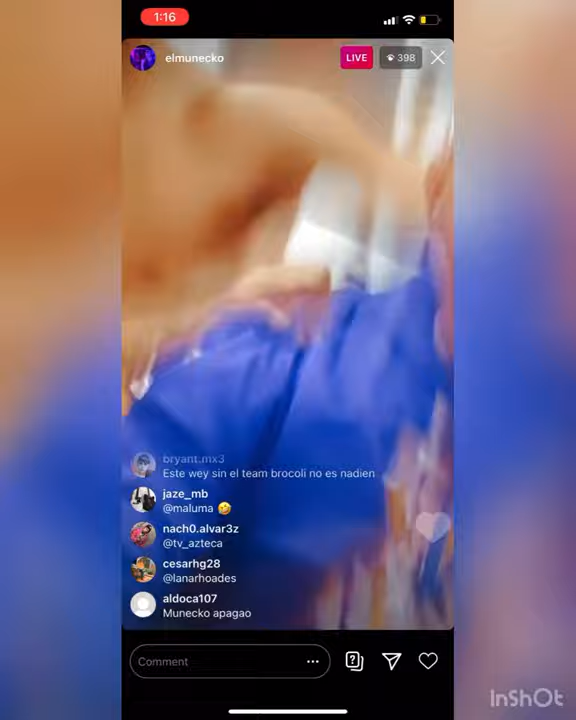 1:16
elmunecko
LIVE
398
bryant.mx3
Este wey sin el team brocoli no es nadien
jaze_mb
@maluma 🤣
nach0.alvar3z
@tv_azteca
cesarhg28
@lanarhoades
aldoca107
Munecko apagao
Comment
InShOt